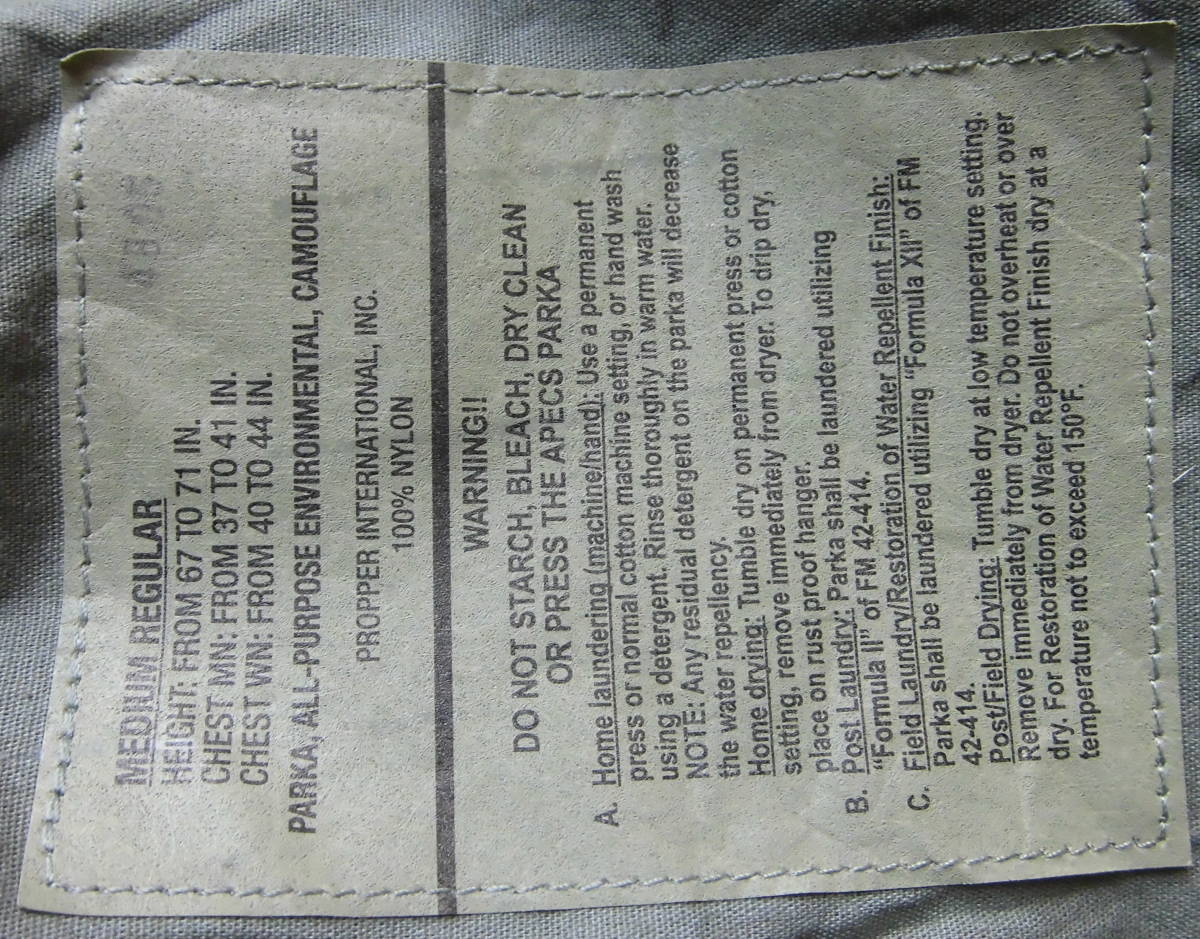 MEDIUM REGULAR
HEIGHT: FROM 67 TO 71 IN.
CHEST MN: FROM 37 TO 41 IN.
CHEST WN: FROM 40 TO 44 IN.
PARKA, ALL-PURPOSE ENVIRONMENTAL, CAMOUFLAGE
PROPPER INTERNATIONAL, INC.
100% NYLON
WARNING!!
DO NOT STARCH, BLEACH, DRY CLEAN
OR PRESS THE APECS PARKA
A. Home laundering (machine/hand): Use a permanent
press or normal cotton machine setting, or hand wash
using a detergent. Rinse thoroughly in warm water.
NOTE: Any residual detergent on the parka will decrease
the water repellency.
Home drying: Tumble dry on permanent press or cotton
setting, remove immediately from dryer. To drip dry,
place on rust proof hanger.
B. Post Laundry: Parka shall be laundered utilizing
“Formula II” of FM 42-414.
C. Field Laundry/Restoration of Water Repellent Finish:
Parka shall be laundered utilizing “Formula XII” of FM
42-414.
Post/Field Drying: Tumble dry at low temperature setting.
Remove immediately from dryer. Do not overheat or over
dry. For Restoration of Water Repellent Finish dry at a
temperature not to exceed 150°F.